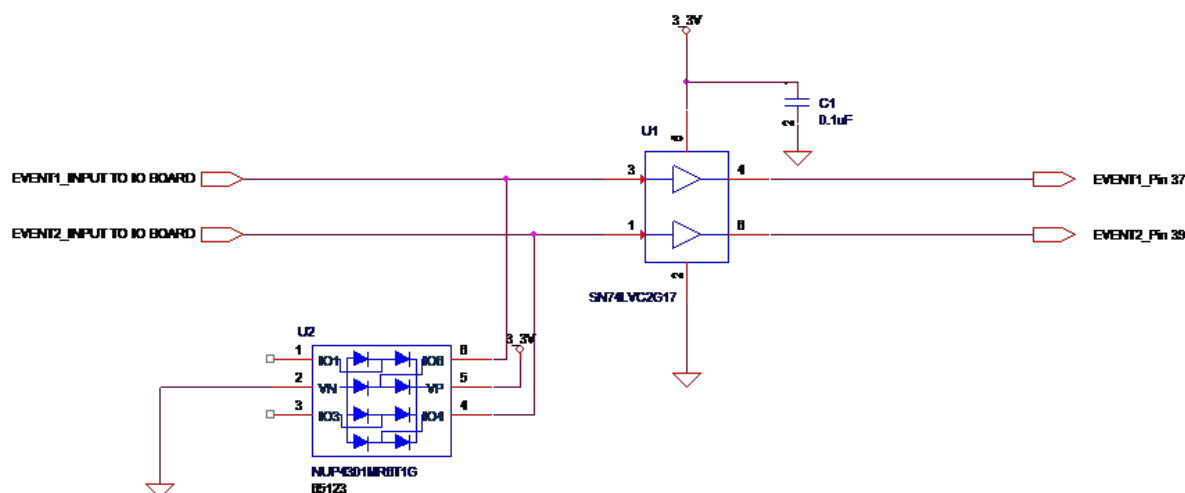 3_3V
C1
0.1uF
2
U1
EVENT1_INPUT TO IO BOARD
3
4
EVENT1_Pin 37
EVENT2_INPUT TO IO BOARD
1
6
EVENT2_Pin 39
2
SN74LVC2G17
U2
3_3V
1
IO1
IO6
6
2
VN
VP
5
3
IO3
IO4
4
NUP4301MR6T1G
65123